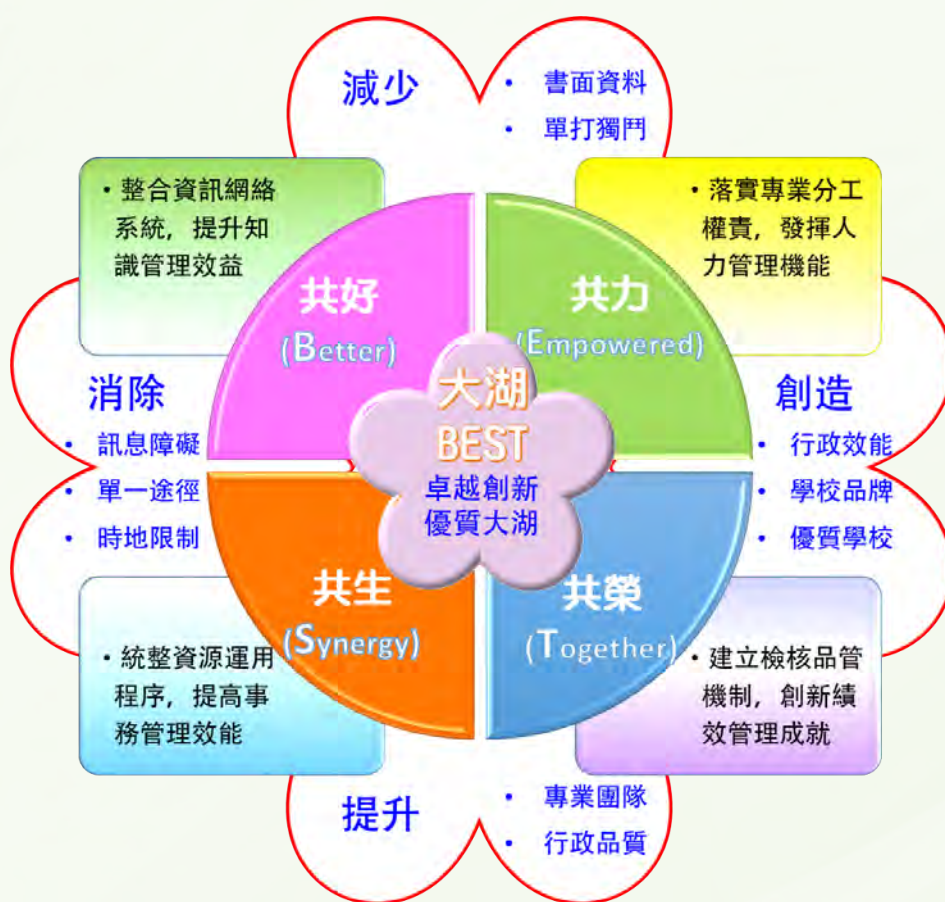 減少
• 書面資料
• 單打獨鬥
•整合資訊網絡
系統，提升知
識管理效益
•落實專業分工
權責，發揮人
力管理機能
共好
(Better)
共力
(Empowered)
消除
• 訊息障礙
• 單一途徑
• 時地限制
大湖
BEST
卓越創新
優質大湖
創造
• 行政效能
• 學校品牌
• 優質學校
共生
(Synergy)
共榮
(Together)
•統整資源運用
程序，提高事
務管理效能
•建立檢核品管
機制，創新績
效管理成就
提升
• 專業團隊
• 行政品質